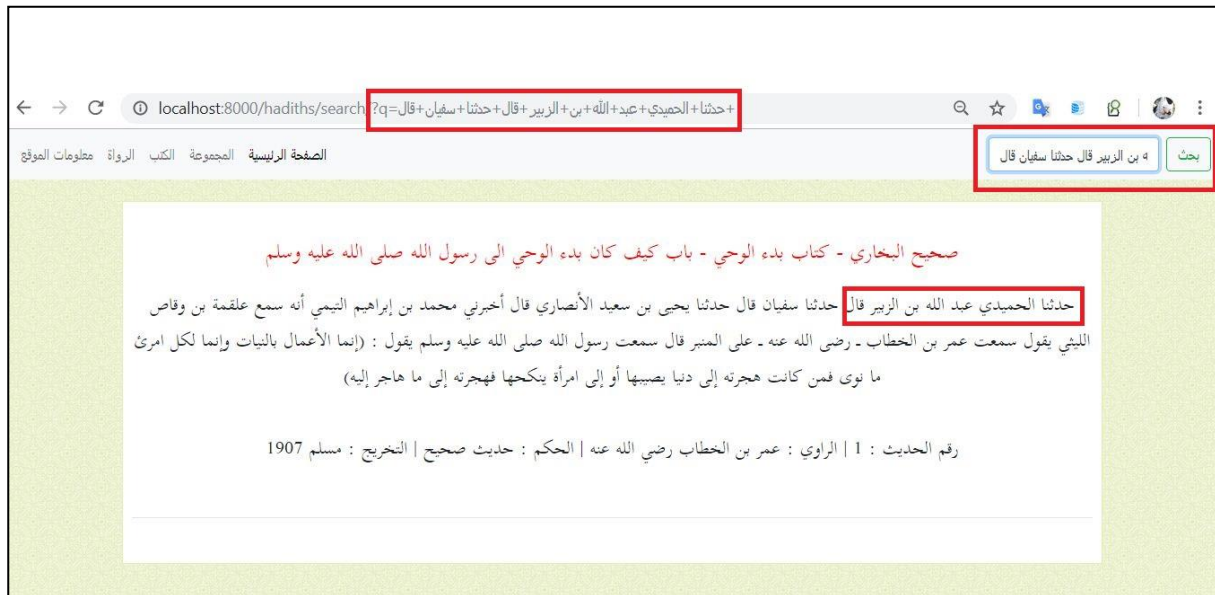 localhost:8000/hadiths/search/?q=حدثنا+الحميدي+عبد+الله+بن+الزبير+قال+حدثنا+سفيان+قال+
بحث
ه بن الزبير قال حدثنا سفيان قال
الصفحة الرئيسية المجموعة الكتب الرواة معلومات الموقع
صحيح البخاري - كتاب بدء الوحي - باب كيف كان بدء الوحي الى رسول الله صلى الله عليه وسلم
حدثنا الحميدي عبد الله بن الزبير قال حدثنا سفيان قال حدثنا يحيى بن سعيد الأنصاري قال أخبرني محمد بن إبراهيم التيمي أنه سمع علقمة بن وقاص
الليثي يقول سمعت عمر بن الخطاب ـ رضى الله عنه ـ على المنبر قال سمعت رسول الله صلى الله عليه وسلم يقول : (إنما الأعمال بالنيات وإنما لكل امرئ
ما نوى فمن كانت هجرته إلى دنيا يصيبها أو إلى امرأة ينكحها فهجرته إلى ما هاجر إليه)
رقم الحديث : 1 | الراوي : عمر بن الخطاب رضي الله عنه | الحكم : حديث صحيح | التخريج : مسلم 1907